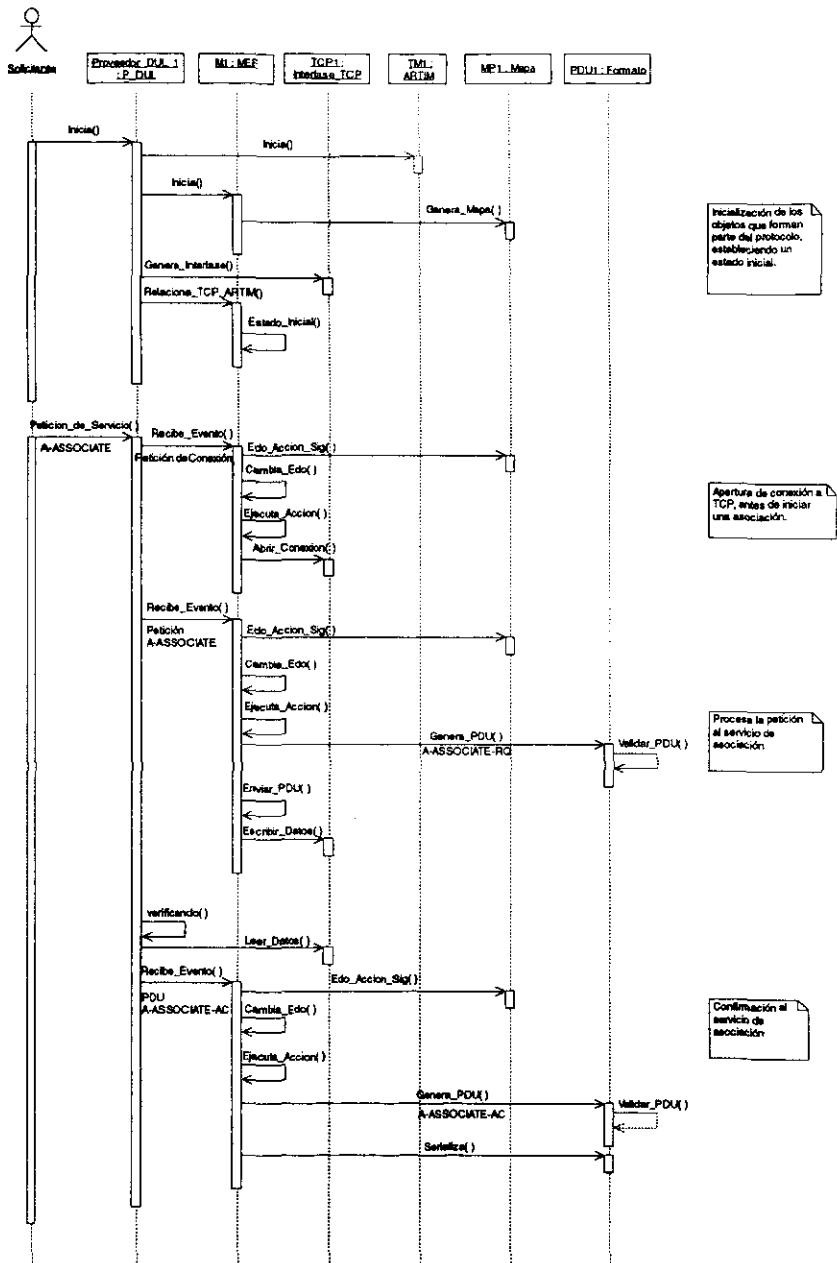 Solicitante
Proveedor_DUL_1
: P_DUL
M1 : MEF
TCP1 :
Interfase_TCP
TM1 :
ARTIM
MP1 : Mapa
PDU1 : Formato
Inicia()
Inicia()
Inicia()
Genera_Mapa( )
Inicialización de los
objetos que forman
parte del protocolo,
estableciendo un
estado inicial.
Genera_Interfase()
Relaciona_TCP_ARTIM()
Estado_Inicial()
Peticion_de_Servicio( )
A-ASSOCIATE
Recibe_Evento( )
Petición de Conexión
Edo_Accion_Sig( )
Cambia_Edo( )
Ejecuta_Accion( )
Abrir_Conexion( )
Apertura de conexión a
TCP, antes de iniciar
una asociación.
Recibe_Evento( )
Petición
A-ASSOCIATE
Edo_Accion_Sig( )
Cambia_Edo( )
Ejecuta_Accion( )
Genera_PDU( )
A-ASSOCIATE-RQ
Validar_PDU( )
Procesa la petición
al servicio de
asociación
Enviar_PDU( )
Escribir_Datos( )
verificando( )
Leer_Datos( )
Recibe_Evento( )
PDU
A-ASSOCIATE-AC
Edo_Accion_Sig( )
Cambia_Edo( )
Ejecuta_Accion( )
Confirmación al
servicio de
asociación
Genera_PDU( )
A-ASSOCIATE-AC
Validar_PDU( )
Serializa( )